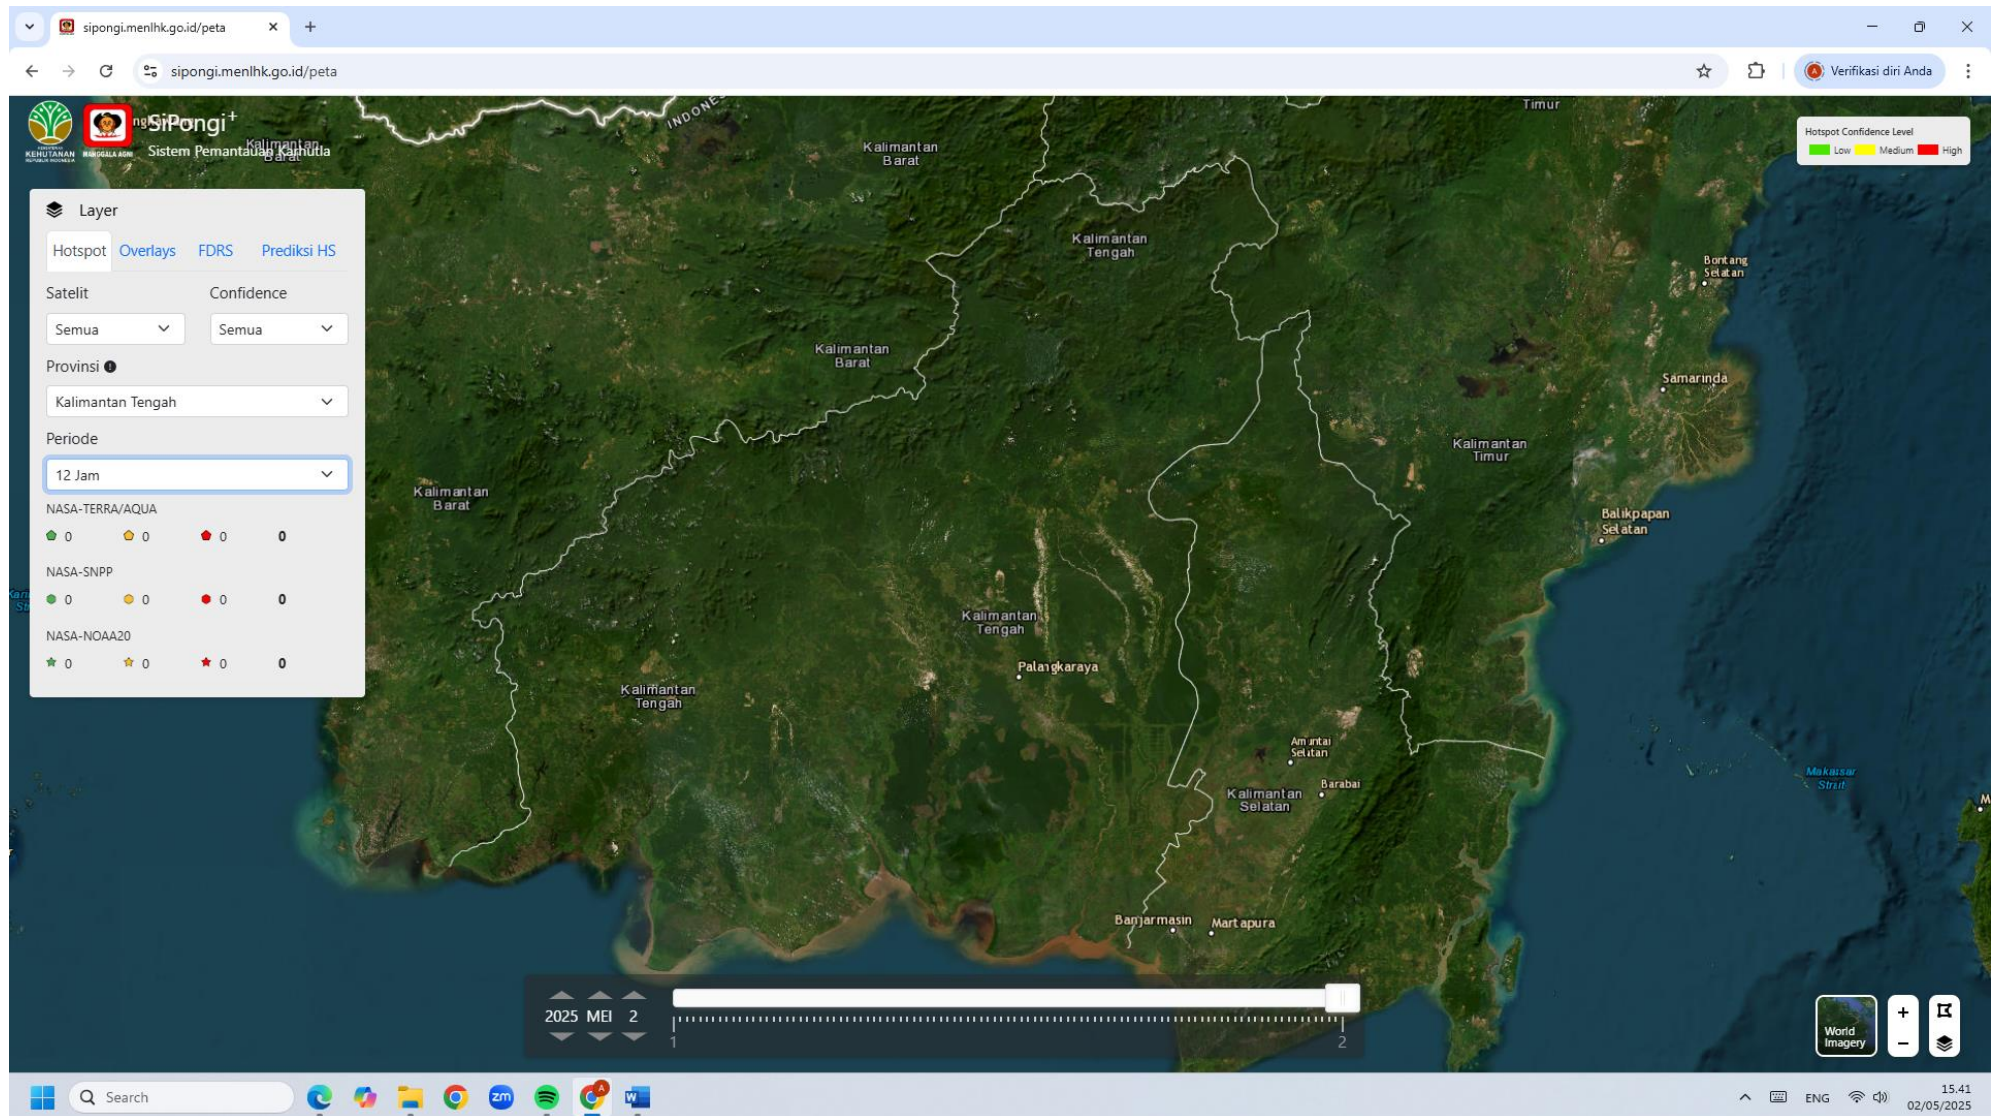 sipongi.menlhk.go.id/peta
sipongi.menlhk.go.id/peta
Verifikasi diri Anda
KEHUTANAN
MANGGALA AGNI
SiPongi+
Sistem Pemantauan Karhutla
Kalimantan
Barat
INDONES
Kalimantan
Barat
Timur
Hotspot Confidence Level
Low
Medium
High
Layer
Hotspot
Overlays
FDRS
Prediksi HS
Satelit
Confidence
Semua
Semua
Provinsi
Kalimantan Tengah
Periode
12 Jam
NASA-TERRA/AQUA
0 0 0 0
NASA-SNPP
0 0 0 0
NASA-NOAA20
0 0 0 0
Kalimantan
Tengah
Bontang
Selatan
Kalimantan
Barat
Samarinda
Kalimantan
Timur
Kalimantan
Barat
Balikpapan
Selatan
Kalimantan
Tengah
Palangkaraya
Kalimantan
Tengah
Amuntai
Selatan
Barabai
Kalimantan
Selatan
Makassar
Strait
M
Banjarmasin
Martapura
2025 MEI 2
1
2
World
Imagery
+
−
Search
ENG
15.41
02/05/2025